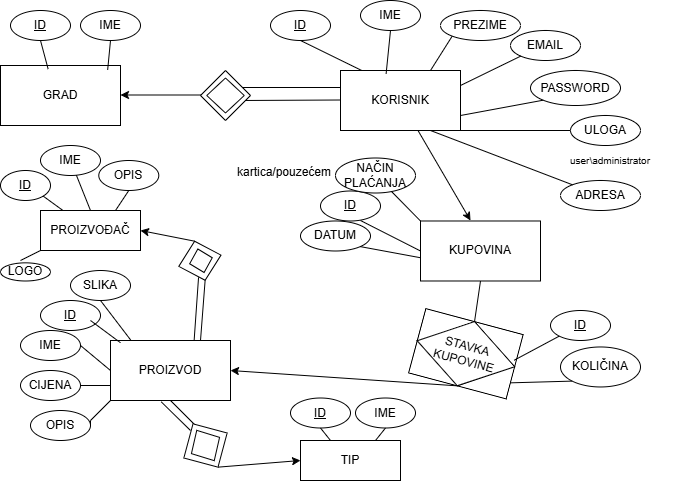 ID
IME
GRAD
ID
IME
PREZIME
EMAIL
PASSWORD
ULOGA
user\administrator
ADRESA
KORISNIK
ID
IME
OPIS
PROIZVOĐAČ
LOGO
kartica/pouzećem
NAČIN
PLAĆANJA
ID
DATUM
KUPOVINA
SLIKA
ID
IME
CIJENA
OPIS
PROIZVOD
STAVKA
KUPOVINE
ID
KOLIČINA
ID
IME
TIP